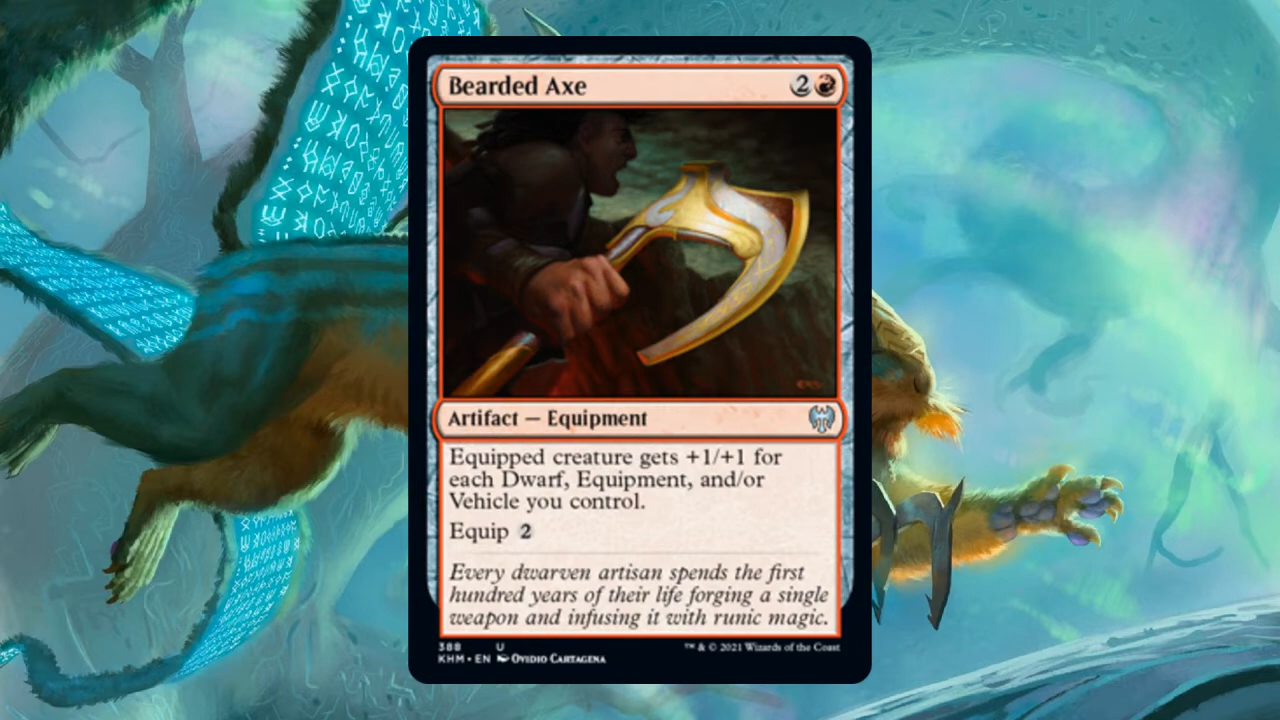 Bearded Axe 2
Artifact — Equipment
Equipped creature gets +1/+1 for
each Dwarf, Equipment, and/or
Vehicle you control.
Equip 2
Every dwarven artisan spends the first
hundred years of their life forging a single
weapon and infusing it with runic magic.
388 U
KHM • EN Ovidio Cartagena
™ & © 2021 Wizards of the Coast